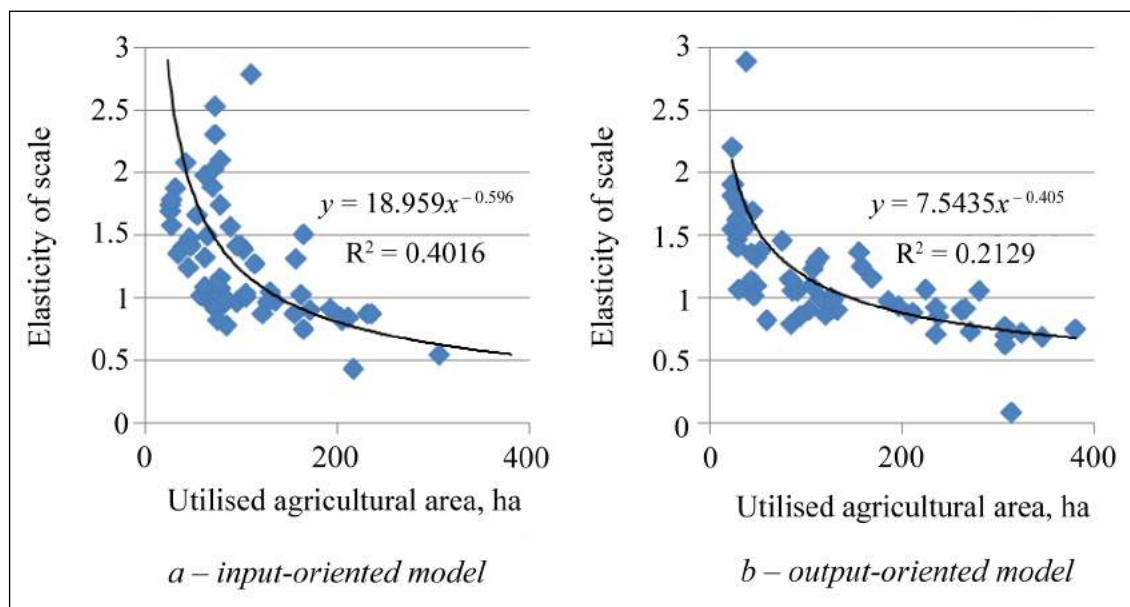 3
2.5
2
1.5
1
0.5
0
0
200
400
Elasticity of scale
Utilised agricultural area, ha
y = 18.959x^−0.596
R² = 0.4016
a – input-oriented model
3
2.5
2
1.5
1
0.5
0
0
200
400
Elasticity of scale
Utilised agricultural area, ha
y = 7.5435x^−0.405
R² = 0.2129
b – output-oriented model